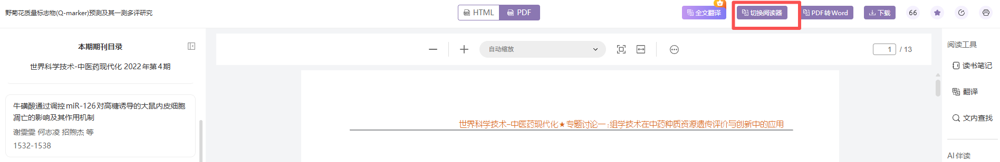 野菊花质量标志物(Q-marker)预测及其一测多评研究
HTML
PDF
全文翻译
切换阅读器
PDF转Word
下载
本期期刊目录
世界科学技术-中医药现代化 2022年第4期
牛磺酸通过调控miR-126对高糖诱导的大鼠内皮细胞
凋亡的影响及其作用机制
谢雯雯 何志凌 招煦杰 等
1532-1538
自动缩放
1 / 13
世界科学技术-中医药现代化★专题讨论一:组学技术在中药种质资源遗传评价与创新中的应用
阅读工具
读书笔记
翻译
文内查找
AI伴读